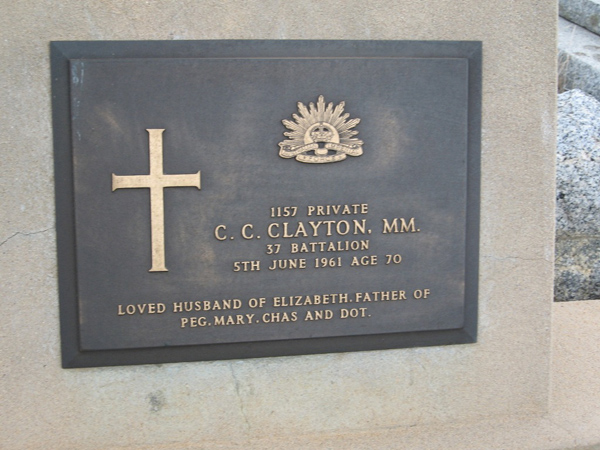 1157 PRIVATE
C. C. CLAYTON, MM.
37 BATTALION
5TH JUNE 1961 AGE 70
LOVED HUSBAND OF ELIZABETH. FATHER OF
PEG. MARY. CHAS AND DOT.